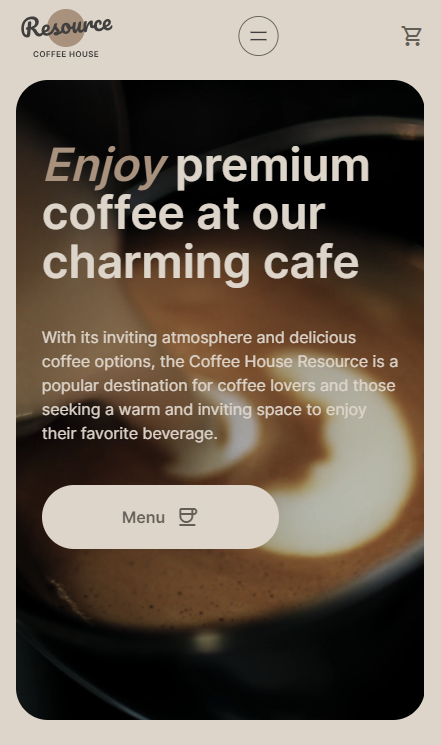 Resource
COFFEE HOUSE
Enjoy premium
coffee at our
charming cafe
With its inviting atmosphere and delicious
coffee options, the Coffee House Resource is a
popular destination for coffee lovers and those
seeking a warm and inviting space to enjoy
their favorite beverage.
Menu